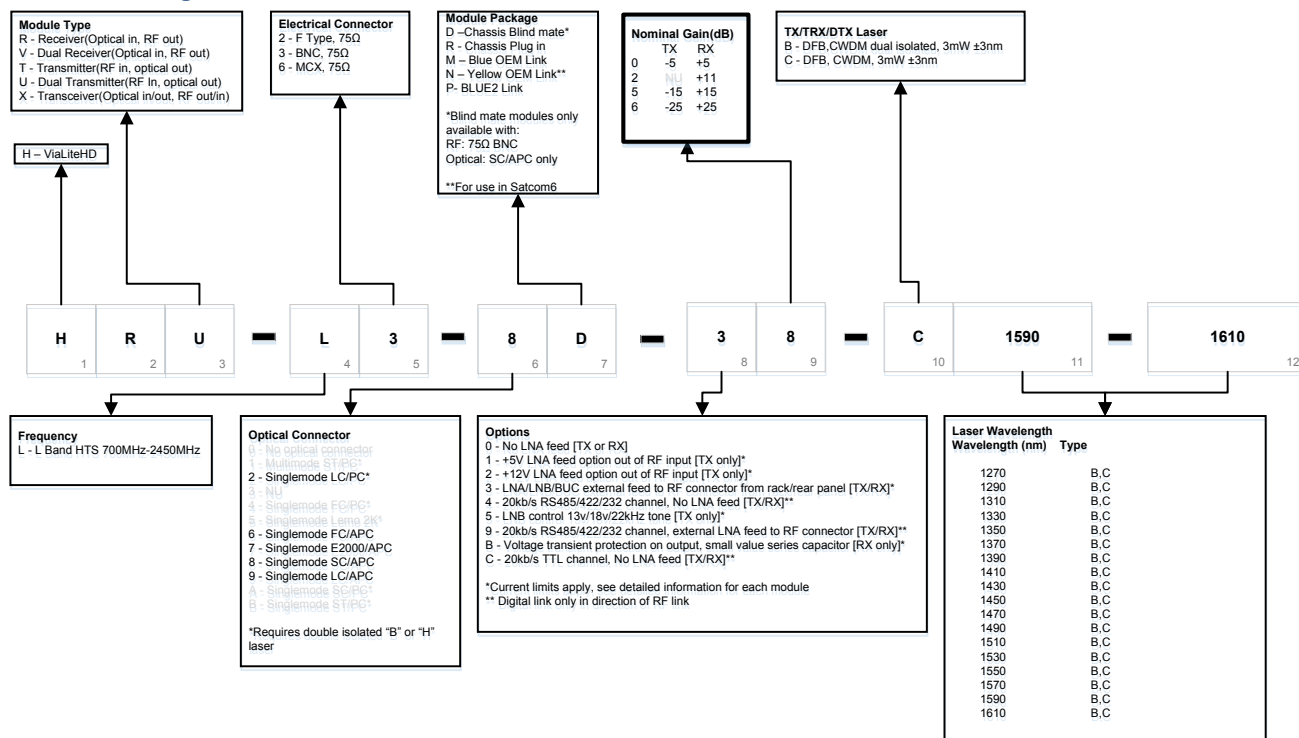 Module Type
R - Receiver(Optical in, RF out)
V - Dual Receiver(Optical in, RF out)
T - Transmitter(RF in, optical out)
U - Dual Transmitter(RF In, optical out)
X - Transceiver(Optical in/out, RF out/in)
H – ViaLiteHD
Electrical Connector
2 - F Type, 75Ω
3 - BNC, 75Ω
6 - MCX, 75Ω
Module Package
D –Chassis Blind mate*
R - Chassis Plug in
M – Blue OEM Link
N – Yellow OEM Link**
P- BLUE2 Link
*Blind mate modules only
available with:
RF: 75Ω BNC
Optical: SC/APC only
**For use in Satcom6
Nominal Gain(dB)
TX RX
0 -5 +5
2 NU +11
5 -15 +15
6 -25 +25
TX/TRX/DTX Laser
B - DFB,CWDM dual isolated, 3mW ±3nm
C - DFB, CWDM, 3mW ±3nm
H R U – L 3 – 8 D – 3 8 – C 1590 – 1610
1 2 3 4 5 6 7 8 9 10 11 12
Frequency
L - L Band HTS 700MHz-2450MHz
Optical Connector
0 - No optical connector
1 - Multimode ST/PC*
2 - Singlemode LC/PC*
3 - NU
4 - Singlemode FC/PC*
5 - Singlemode Lemo 2K*
6 - Singlemode FC/APC
7 - Singlemode E2000/APC
8 - Singlemode SC/APC
9 - Singlemode LC/APC
A - Singlemode SC/PC*
B - Singlemode ST/PC*
*Requires double isolated “B” or “H”
laser
Options
0 - No LNA feed [TX or RX]
1 - +5V LNA feed option out of RF input [TX only]*
2 - +12V LNA feed option out of RF input [TX only]*
3 - LNA/LNB/BUC external feed to RF connector from rack/rear panel [TX/RX]*
4 - 20kb/s RS485/422/232 channel, No LNA feed [TX/RX]**
5 - LNB control 13v/18v/22kHz tone [TX only]*
9 - 20kb/s RS485/422/232 channel, external LNA feed to RF connector [TX/RX]**
B - Voltage transient protection on output, small value series capacitor [RX only]*
C - 20kb/s TTL channel, No LNA feed [TX/RX]**
*Current limits apply, see detailed information for each module
** Digital link only in direction of RF link
Laser Wavelength
Wavelength (nm) Type
1270 B,C
1290 B,C
1310 B,C
1330 B,C
1350 B,C
1370 B,C
1390 B,C
1410 B,C
1430 B,C
1450 B,C
1470 B,C
1490 B,C
1510 B,C
1530 B,C
1550 B,C
1570 B,C
1590 B,C
1610 B,C